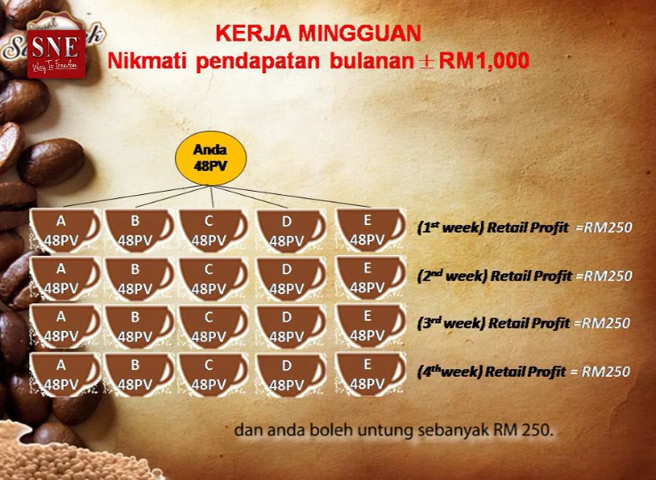 SNE
Way To Freedom
KERJA MINGGUAN
Nikmati pendapatan bulanan ± RM1,000
Anda
48PV
A B C D E
48PV 48PV 48PV 48PV 48PV
(1st week) Retail Profit =RM250
A B C D E
48PV 48PV 48PV 48PV 48PV
(2nd week) Retail Profit =RM250
A B C D E
48PV 48PV 48PV 48PV 48PV
(3rd week) Retail Profit =RM250
A B C D E
48PV 48PV 48PV 48PV 48PV
(4th week) Retail Profit = RM250
dan anda boleh untung sebanyak RM 250.